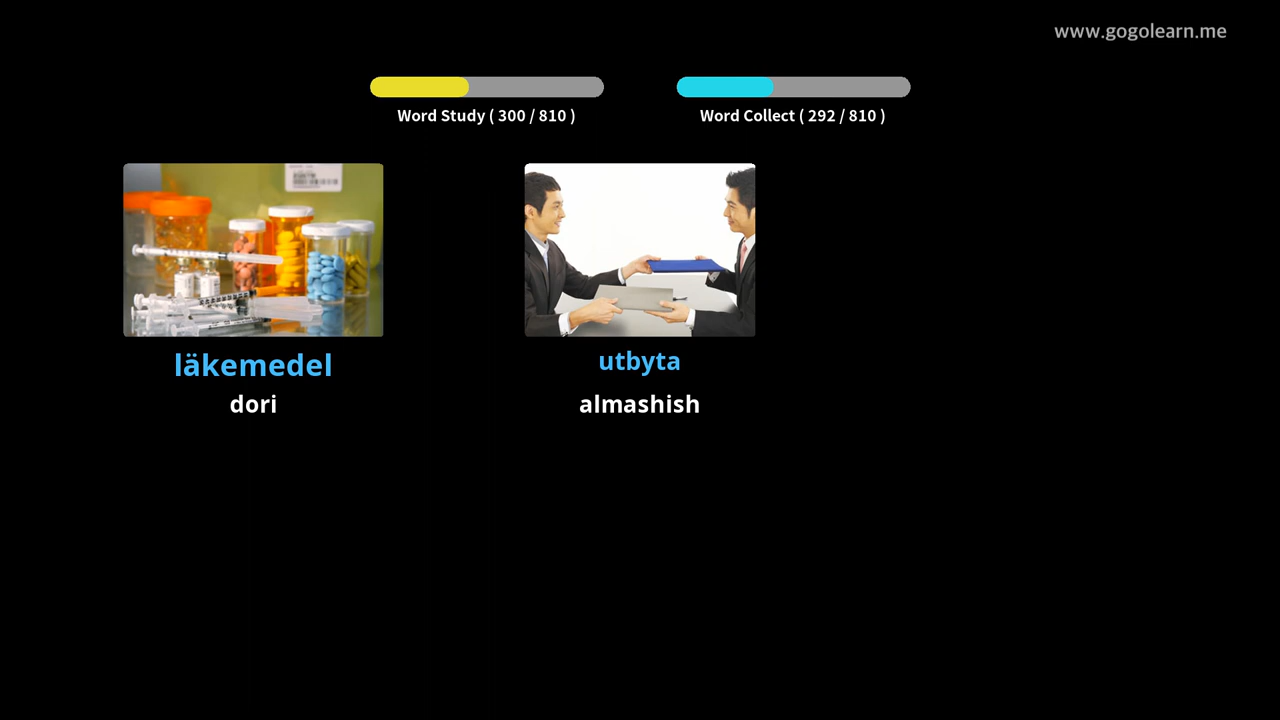 www.gogolearn.me
Word Study ( 300 / 810 )
Word Collect ( 292 / 810 )
läkemedel
dori
utbyta
almashish